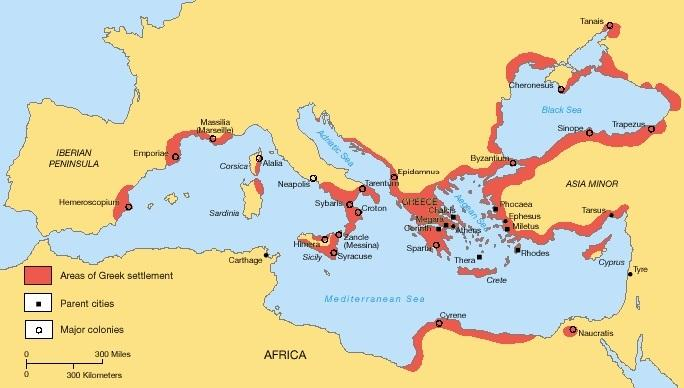 Tanais
Cheronesus
Black Sea
Massilia
(Marseille)
Adriatic Sea
Sinope
Trapezus
IBERIAN
PENINSULA
Emporiae
Corsica
Alalia
Byzantium
Epidamnus
Neapolis
Tarentum
ASIA MINOR
Hemeroscopium
Sardinia
Sybaris
Croton
GREECE
Chalcis
Aegean Sea
Phocaea
Megara
Ephesus
Tarsus
Corinth
Athens
Miletus
Himera
Zancle
(Messina)
Sparta
Rhodes
Carthage
Sicily
Syracuse
Thera
Cyprus
Tyre
Crete
Areas of Greek settlement
Parent cities
Mediterranean Sea
Cyrene
Major colonies
Naucratis
0
300 Miles
AFRICA
0
300 Kilometers